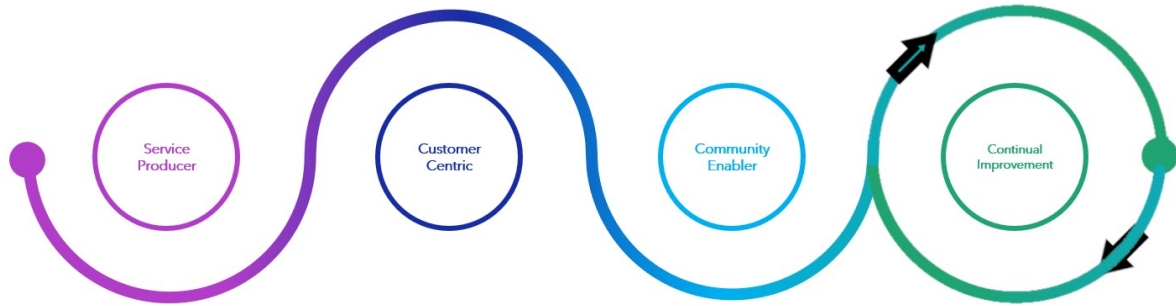 Service
Producer
Customer
Centric
Community
Enabler
Continual
Improvement